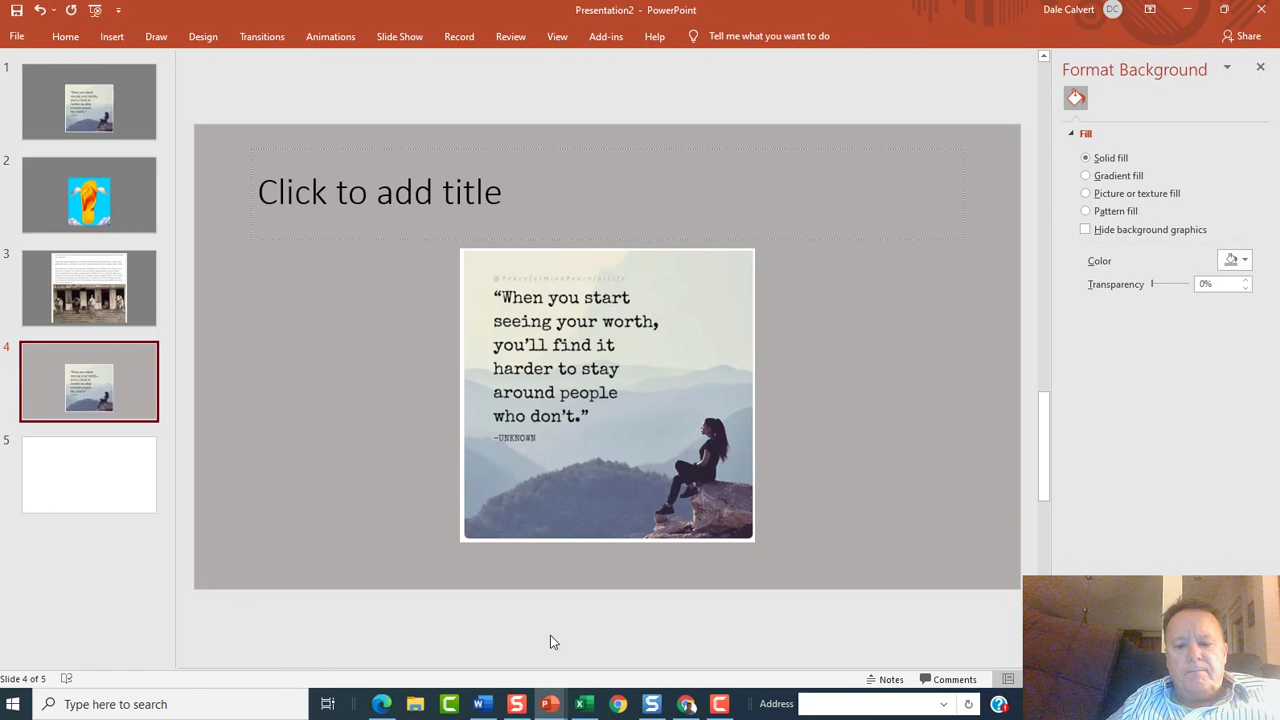 Presentation2 - PowerPoint
Dale Calvert
DC
File
Home
Insert
Draw
Design
Transitions
Animations
Slide Show
Record
Review
View
Add-ins
Help
Tell me what you want to do
Share
1
2
3
4
5
Click to add title
@PeacefulMindPeacefulLife
“When you start
seeing your worth,
you’ll find it
harder to stay
around people
who don’t.”
-UNKNOWN
Format Background
Fill
Solid fill
Gradient fill
Picture or texture fill
Pattern fill
Hide background graphics
Color
Transparency
0%
Slide 4 of 5
Notes
Comments
Type here to search
Address